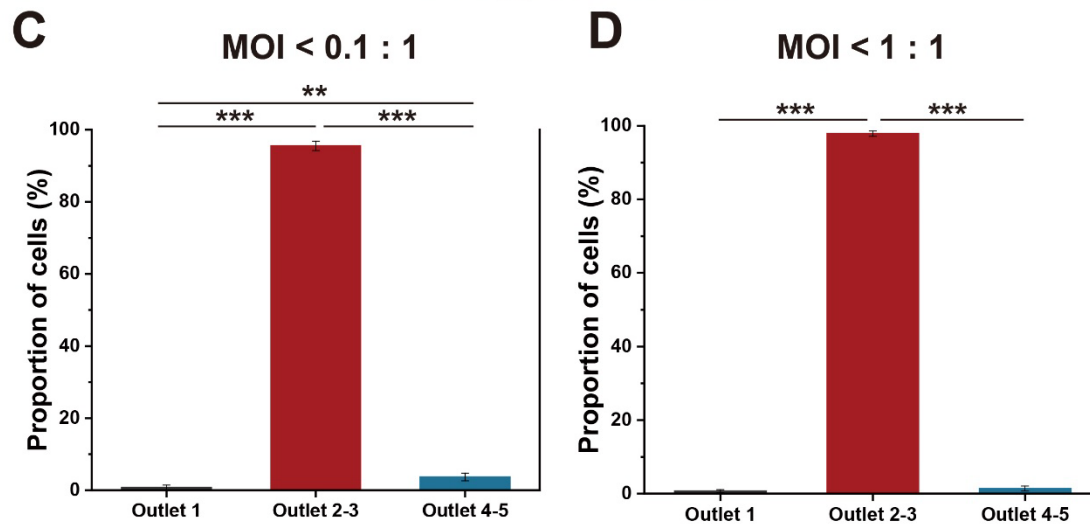 C
MOI < 0.1 : 1
**
*** ***
100
80
60
40
20
0
Proportion of cells (%)
Outlet 1 Outlet 2-3 Outlet 4-5
D
MOI < 1 : 1
*** ***
100
80
60
40
20
0
Proportion of cells (%)
Outlet 1 Outlet 2-3 Outlet 4-5